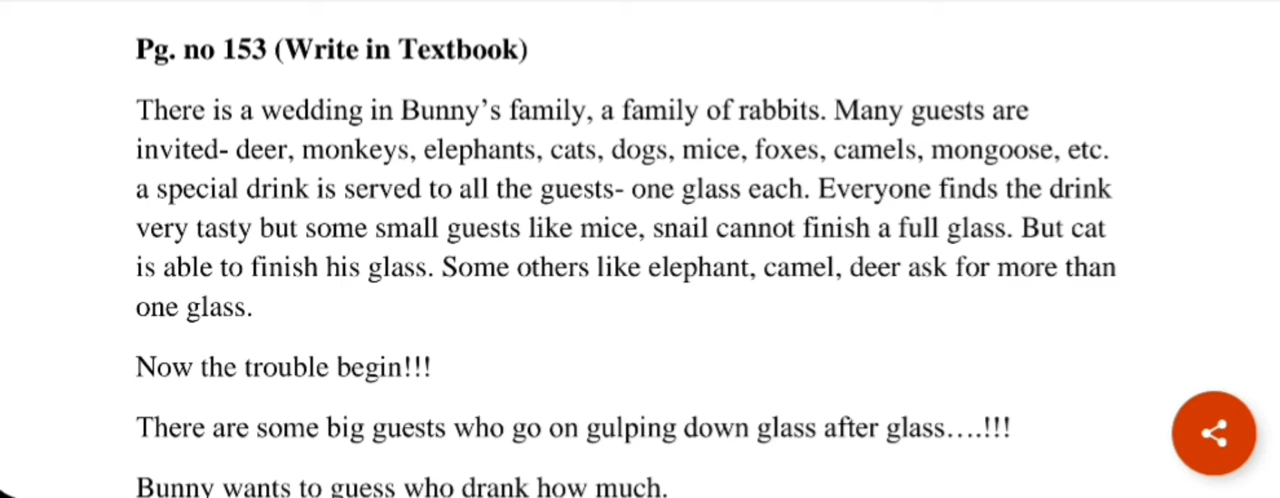 Pg. no 153 (Write in Textbook)
There is a wedding in Bunny’s family, a family of rabbits. Many guests are
invited- deer, monkeys, elephants, cats, dogs, mice, foxes, camels, mongoose, etc.
a special drink is served to all the guests- one glass each. Everyone finds the drink
very tasty but some small guests like mice, snail cannot finish a full glass. But cat
is able to finish his glass. Some others like elephant, camel, deer ask for more than
one glass.
Now the trouble begin!!!
There are some big guests who go on gulping down glass after glass….!!!
Bunny wants to guess who drank how much.